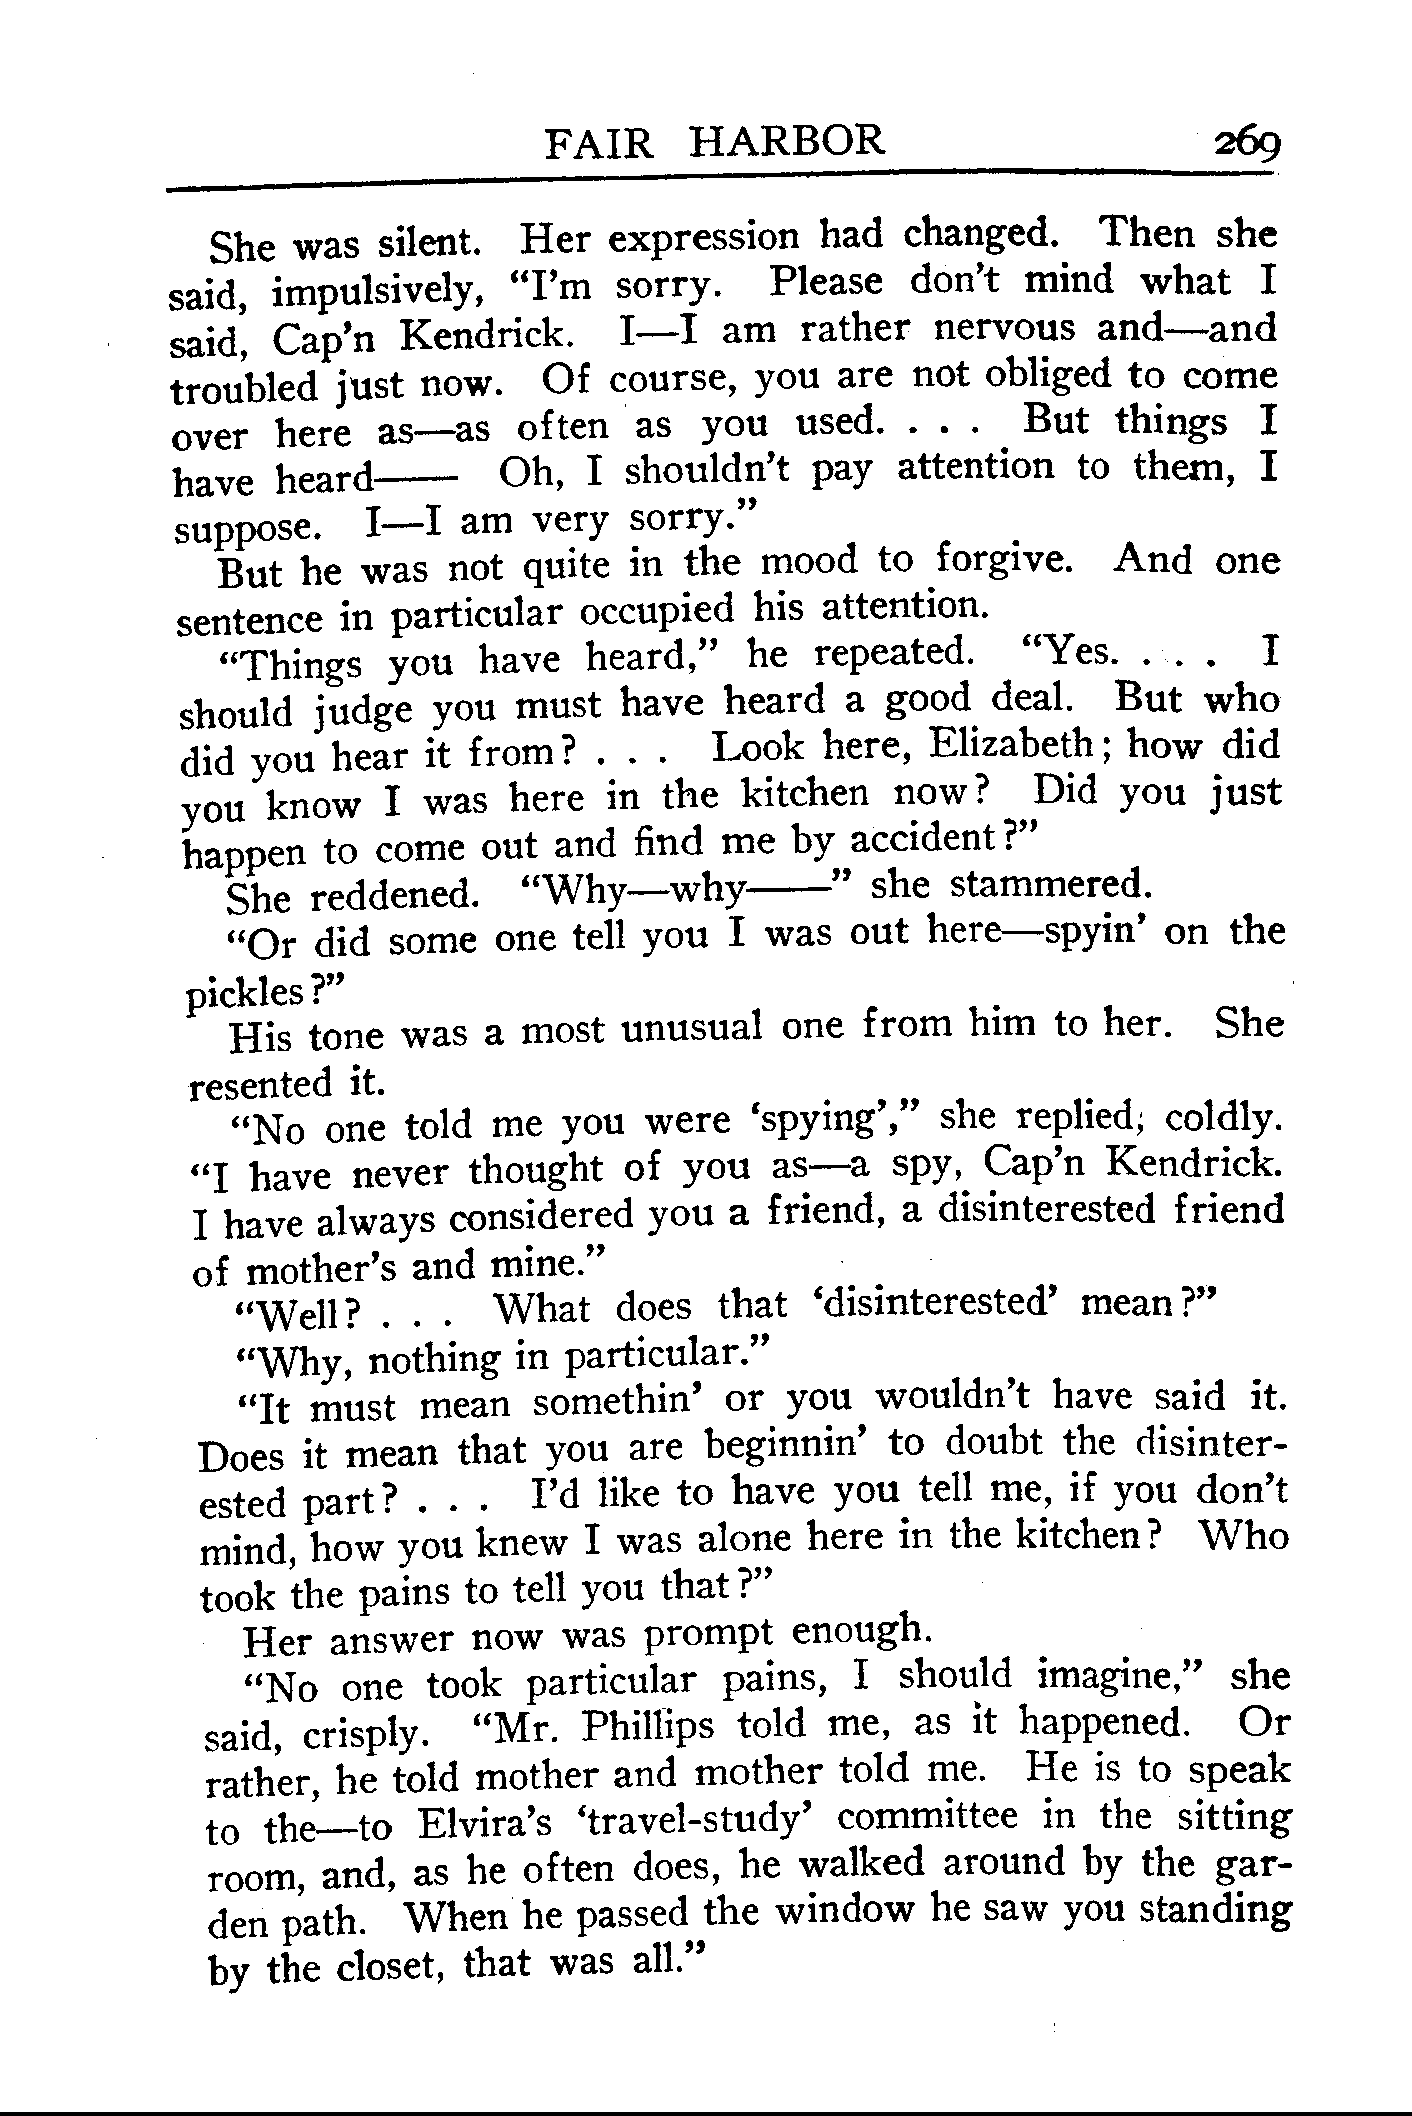 FAIR HARBOR 269
She was silent. Her expression had changed. Then she
said, impulsively, “I’m sorry. Please don’t mind what I
said, Cap’n Kendrick. I—I am rather nervous and—and
troubled just now. Of course, you are not obliged to come
over here as—as often as you used. . . . But things I
have heard—— Oh, I shouldn’t pay attention to them, I
suppose. I—I am very sorry.”
But he was not quite in the mood to forgive. And one
sentence in particular occupied his attention.
“Things you have heard,” he repeated. “Yes. . . . I
should judge you must have heard a good deal. But who
did you hear it from? . . . Look here, Elizabeth; how did
you know I was here in the kitchen now? Did you just
happen to come out and find me by accident?”
She reddened. “Why—why——” she stammered.
“Or did some one tell you I was out here—spyin’ on the
pickles?”
His tone was a most unusual one from him to her. She
resented it.
“No one told me you were ‘spying’,” she replied, coldly.
“I have never thought of you as—a spy, Cap’n Kendrick.
I have always considered you a friend, a disinterested friend
of mother’s and mine.”
“Well? . . . What does that ‘disinterested’ mean?”
“Why, nothing in particular.”
“It must mean somethin’ or you wouldn’t have said it.
Does it mean that you are beginnin’ to doubt the disinter-
ested part? . . . I’d like to have you tell me, if you don’t
mind, how you knew I was alone here in the kitchen? Who
took the pains to tell you that?”
Her answer now was prompt enough.
“No one took particular pains, I should imagine,” she
said, crisply. “Mr. Phillips told me, as it happened. Or
rather, he told mother and mother told me. He is to speak
to the—to Elvira’s ‘travel-study’ committee in the sitting
room, and, as he often does, he walked around by the gar-
den path. When he passed the window he saw you standing
by the closet, that was all.”